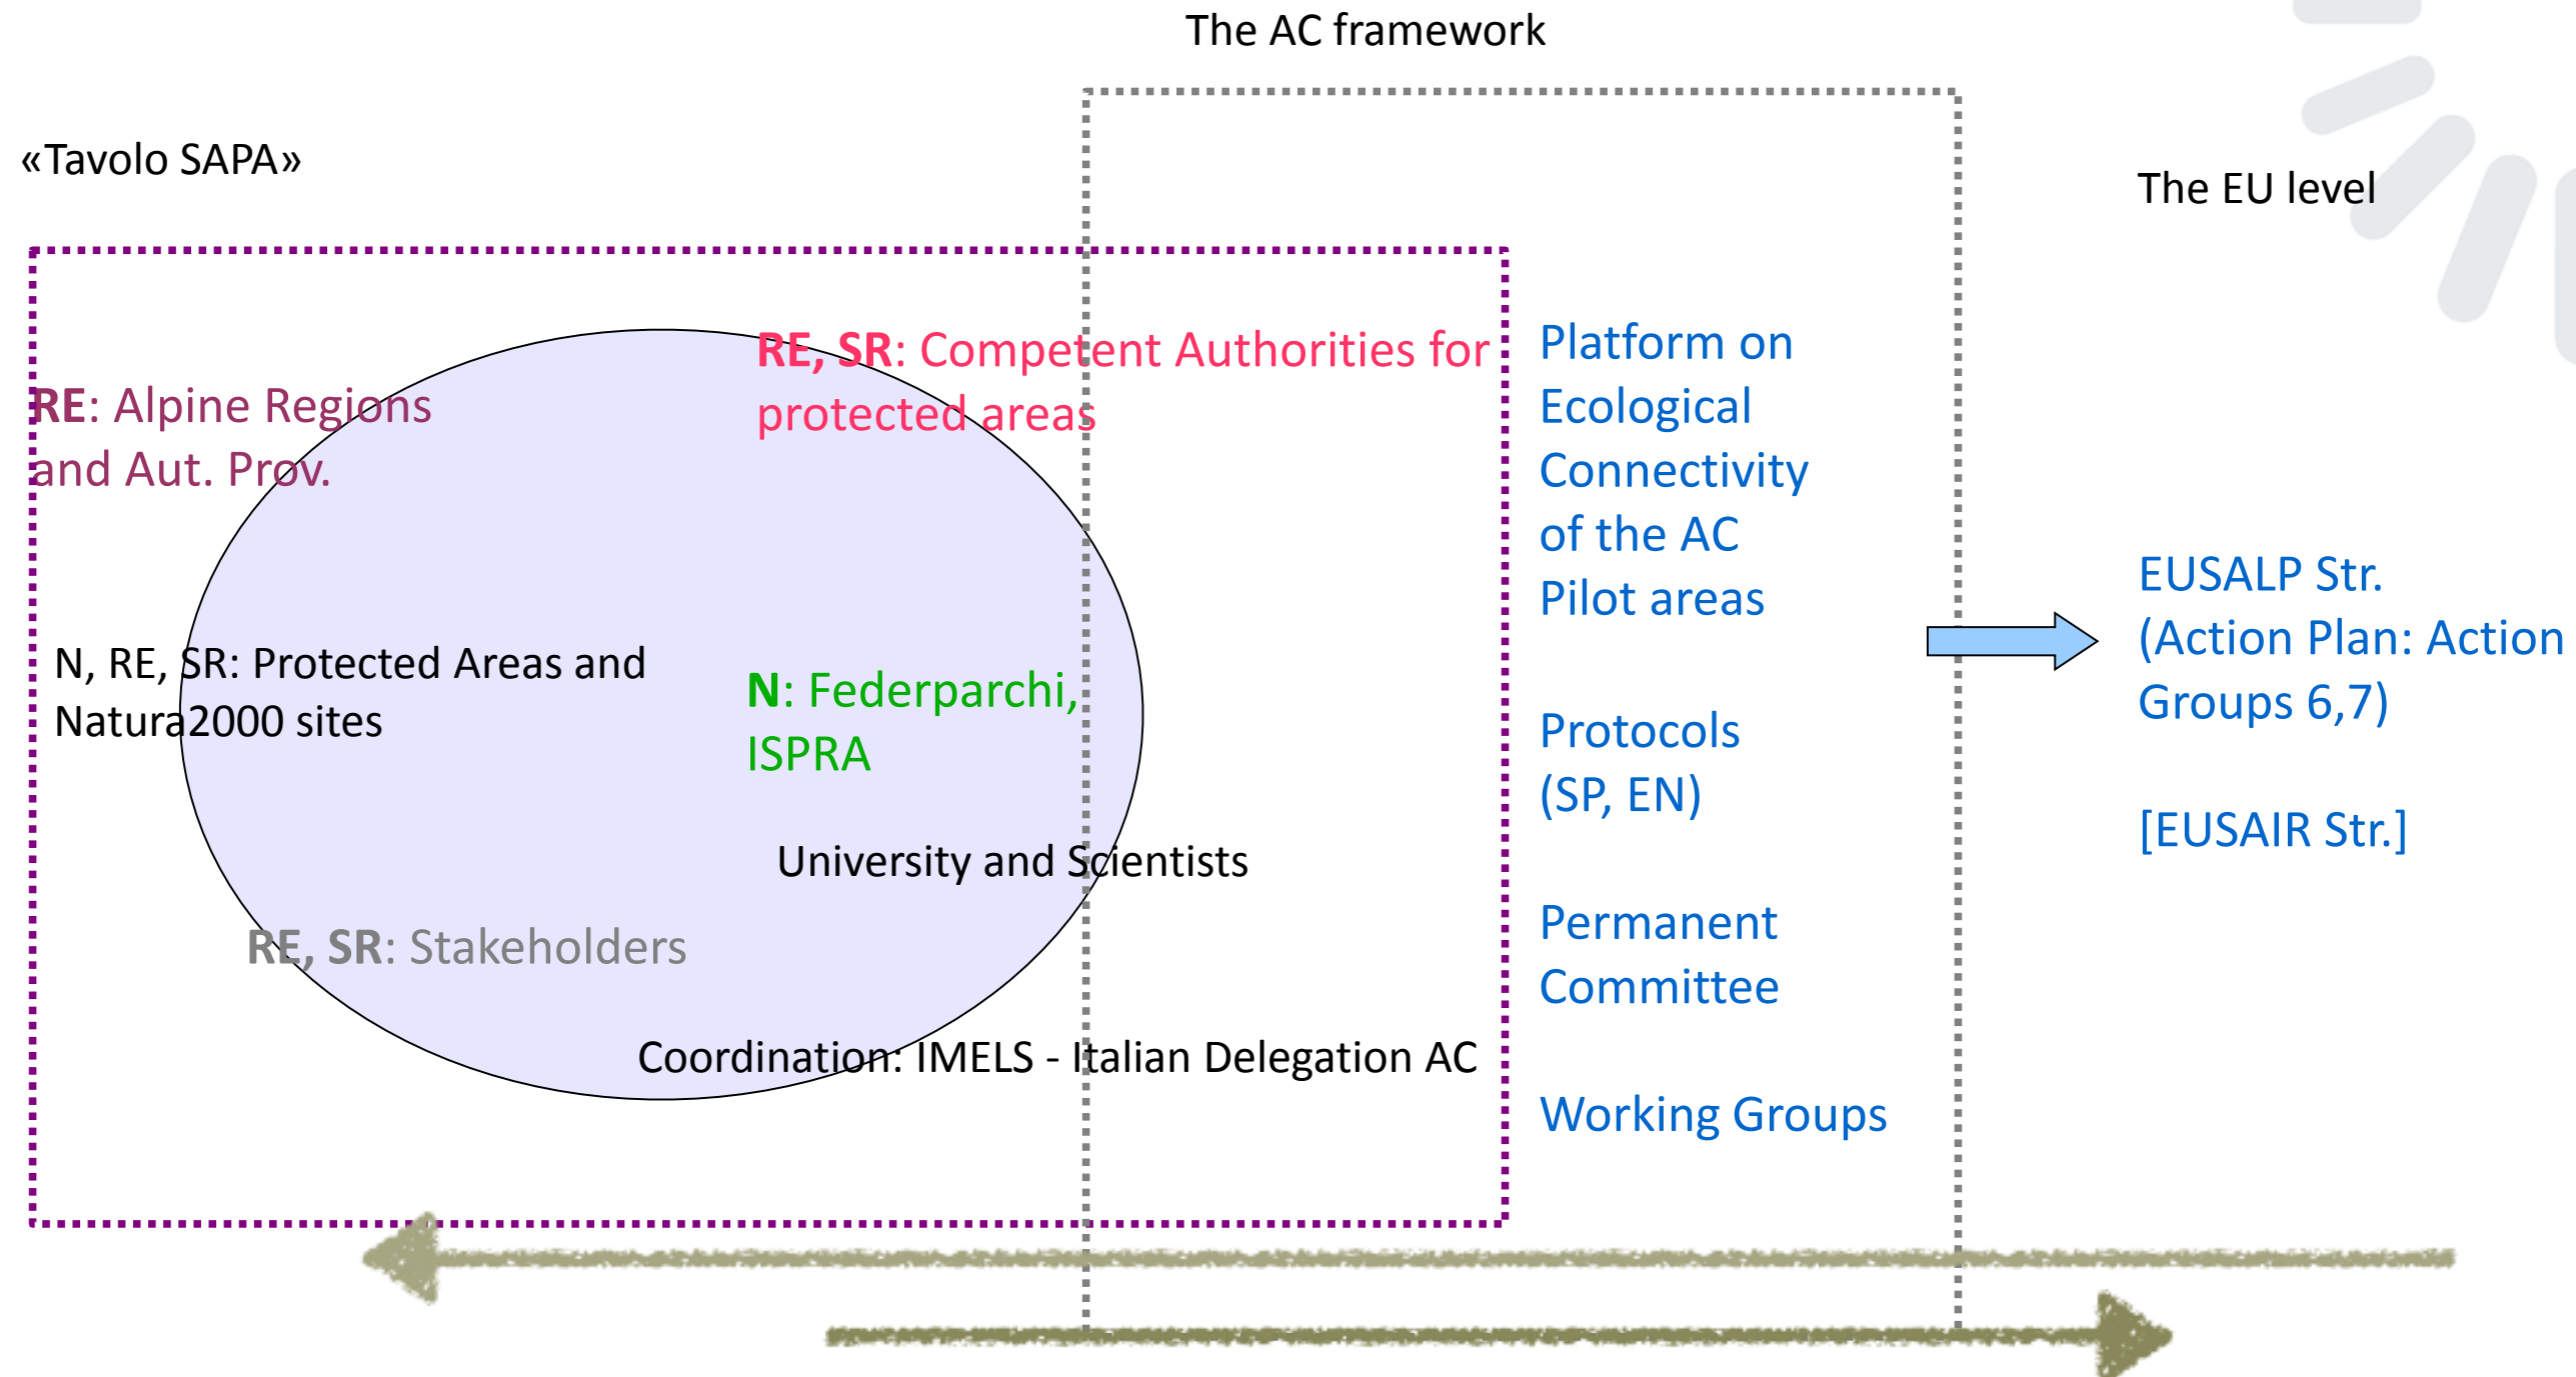 The AC framework
«Tavolo SAPA»
The EU level
RE: Alpine Regions
and Aut. Prov.
RE, SR: Competent Authorities for
protected areas
N, RE, SR: Protected Areas and
Natura2000 sites
N: Federparchi,
ISPRA
University and Scientists
RE, SR: Stakeholders
Coordination: IMELS - Italian Delegation AC
Platform on
Ecological
Connectivity
of the AC
Pilot areas
Protocols
(SP, EN)
Permanent
Committee
Working Groups
EUSALP Str.
(Action Plan: Action
Groups 6,7)
[EUSAIR Str.]